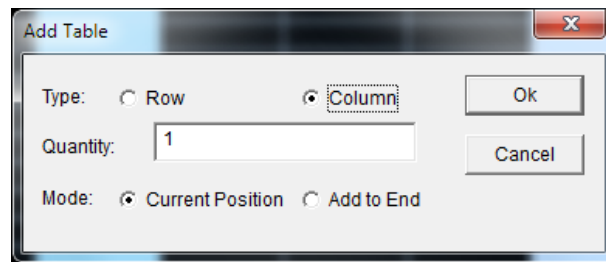 Add Table
Type: Row Column Ok
Quantity: 1 Cancel
Mode: Current Position Add to End